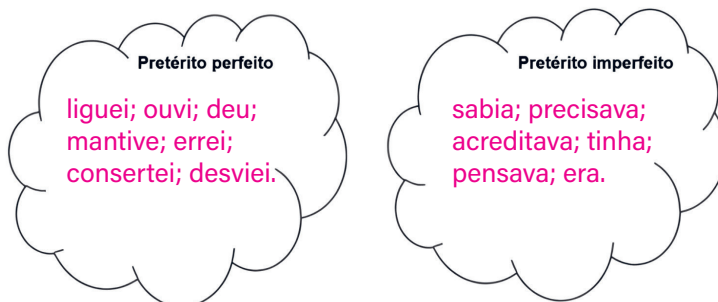 Pretérito perfeito
liguei; ouvi; deu;
mantive; errei;
consertei; desviei.
Pretérito imperfeito
sabia; precisava;
acreditava; tinha;
pensava; era.